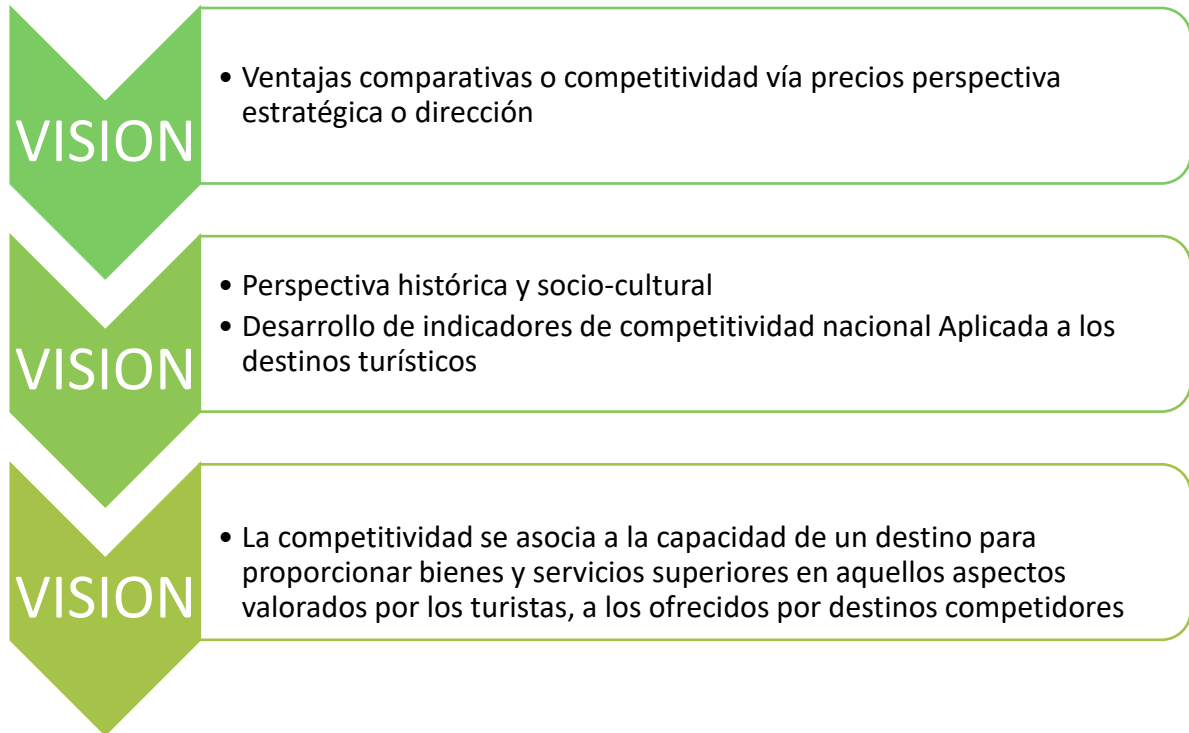 VISION
• Ventajas comparativas o competitividad vía precios perspectiva
estratégica o dirección
VISION
• Perspectiva histórica y socio-cultural
• Desarrollo de indicadores de competitividad nacional Aplicada a los
destinos turísticos
VISION
• La competitividad se asocia a la capacidad de un destino para
proporcionar bienes y servicios superiores en aquellos aspectos
valorados por los turistas, a los ofrecidos por destinos competidores